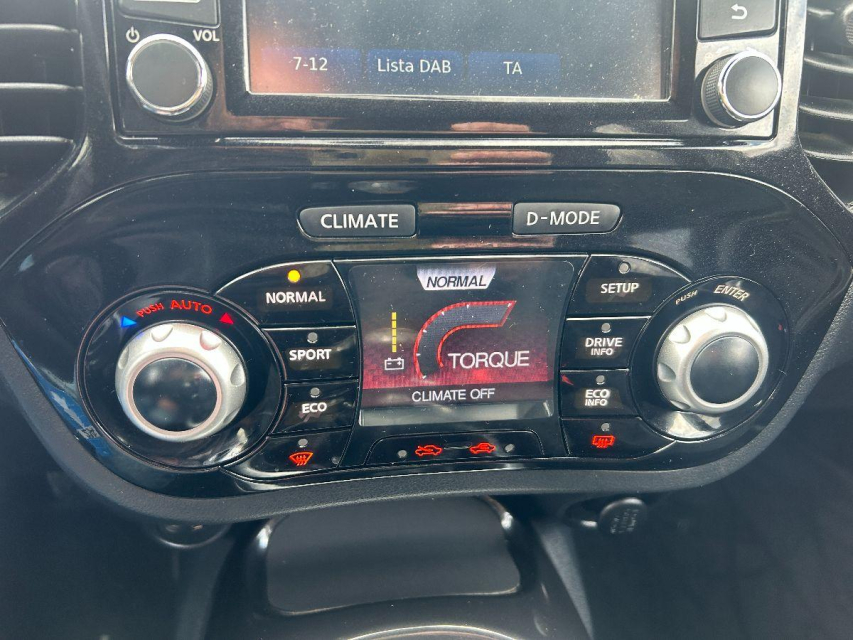 VOL
7-12
Lista DAB
TA
CLIMATE
D-MODE
PUSH AUTO
NORMAL
SPORT
ECO
NORMAL
TORQUE
CLIMATE OFF
SETUP
DRIVE
INFO
ECO
INFO
PUSH ENTER